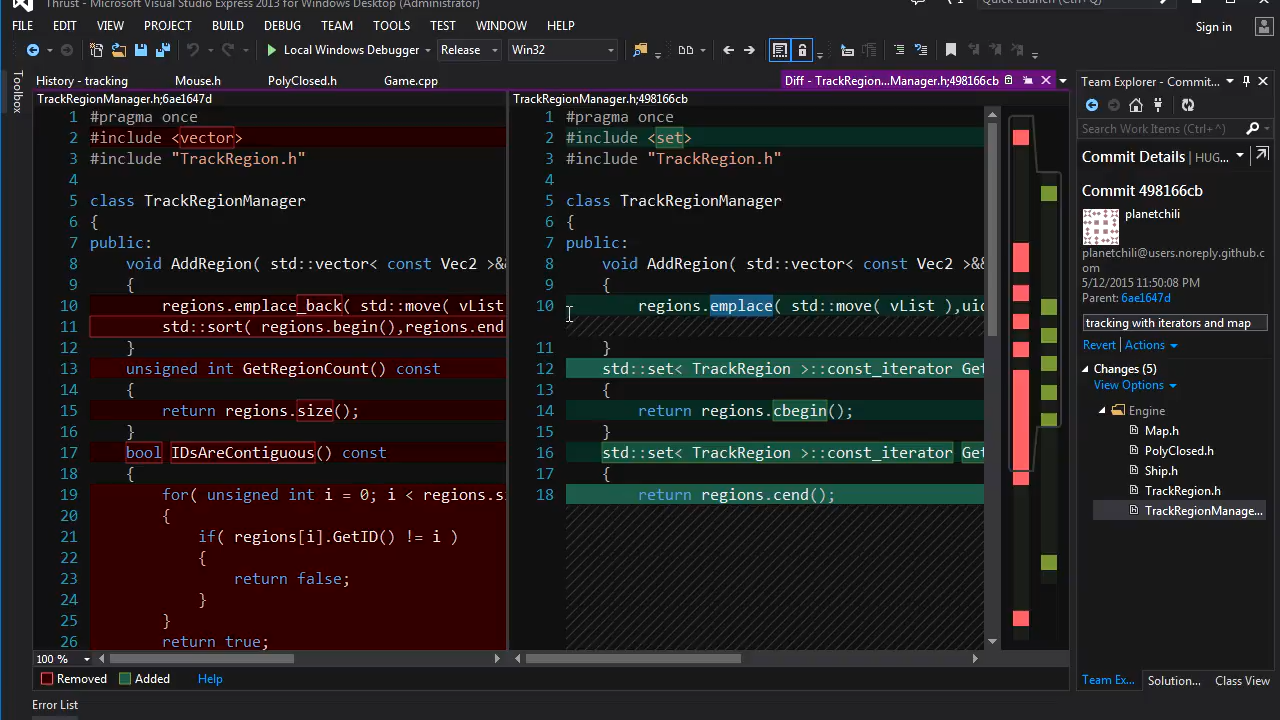 Thrust - Microsoft Visual Studio Express 2013 for Windows Desktop (Administrator)
Quick Launch (Ctrl+Q)
FILE EDIT VIEW PROJECT BUILD DEBUG TEAM TOOLS TEST WINDOW HELP
Sign in
Local Windows Debugger Release Win32
Toolbox
History - tracking Mouse.h PolyClosed.h Game.cpp Diff - TrackRegion...Manager.h;498166cb
TrackRegionManager.h;6ae1647d
1 #pragma once
2 #include <vector>
3 #include "TrackRegion.h"
4
5 class TrackRegionManager
6 {
7 public:
8 void AddRegion( std::vector< const Vec2 >&&
9 {
10 regions.emplace_back( std::move( vList
11 std::sort( regions.begin(),regions.end
12 }
13 unsigned int GetRegionCount() const
14 {
15 return regions.size();
16 }
17 bool IDsAreContiguous() const
18 {
19 for( unsigned int i = 0; i < regions.si
20 {
21 if( regions[i].GetID() != i )
22 {
23 return false;
24 }
25 }
26 return true;
100 %
TrackRegionManager.h;498166cb
1 #pragma once
2 #include <set>
3 #include "TrackRegion.h"
4
5 class TrackRegionManager
6 {
7 public:
8 void AddRegion( std::vector< const Vec2 >&&
9 {
10 regions.emplace( std::move( vList ),uid
11 }
12 std::set< TrackRegion >::const_iterator Get
13 {
14 return regions.cbegin();
15 }
16 std::set< TrackRegion >::const_iterator Get
17 {
18 return regions.cend();
Removed Added Help
Error List
Team Explorer - Commit...
Search Work Items (Ctrl+')
Commit Details | HUG...
Commit 498166cb
planetchili
planetchili@users.noreply.github.c
om
5/12/2015 11:50:08 PM
Parent: 6ae1647d
tracking with iterators and map
Revert Actions
Changes (5)
View Options
Engine
Map.h
PolyClosed.h
Ship.h
TrackRegion.h
TrackRegionManage...
Team Ex... Solution... Class View